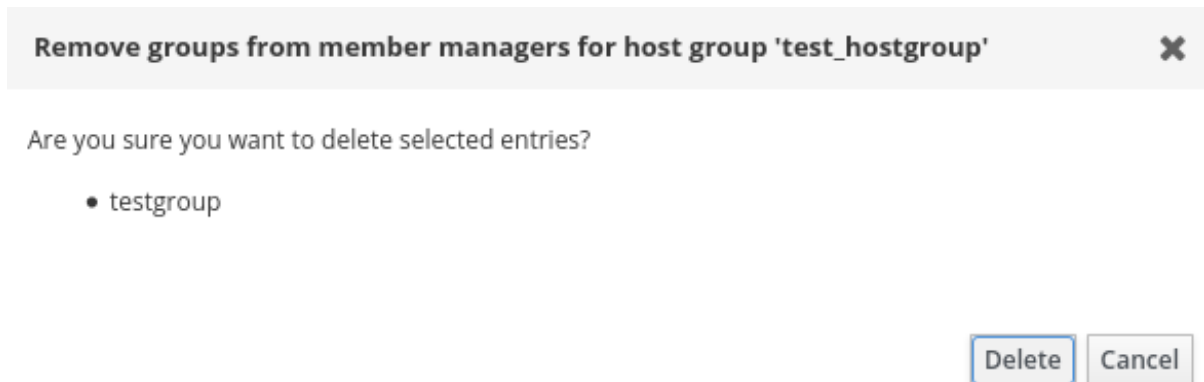 Remove groups from member managers for host group 'test_hostgroup'
Are you sure you want to delete selected entries?
• testgroup
Delete Cancel